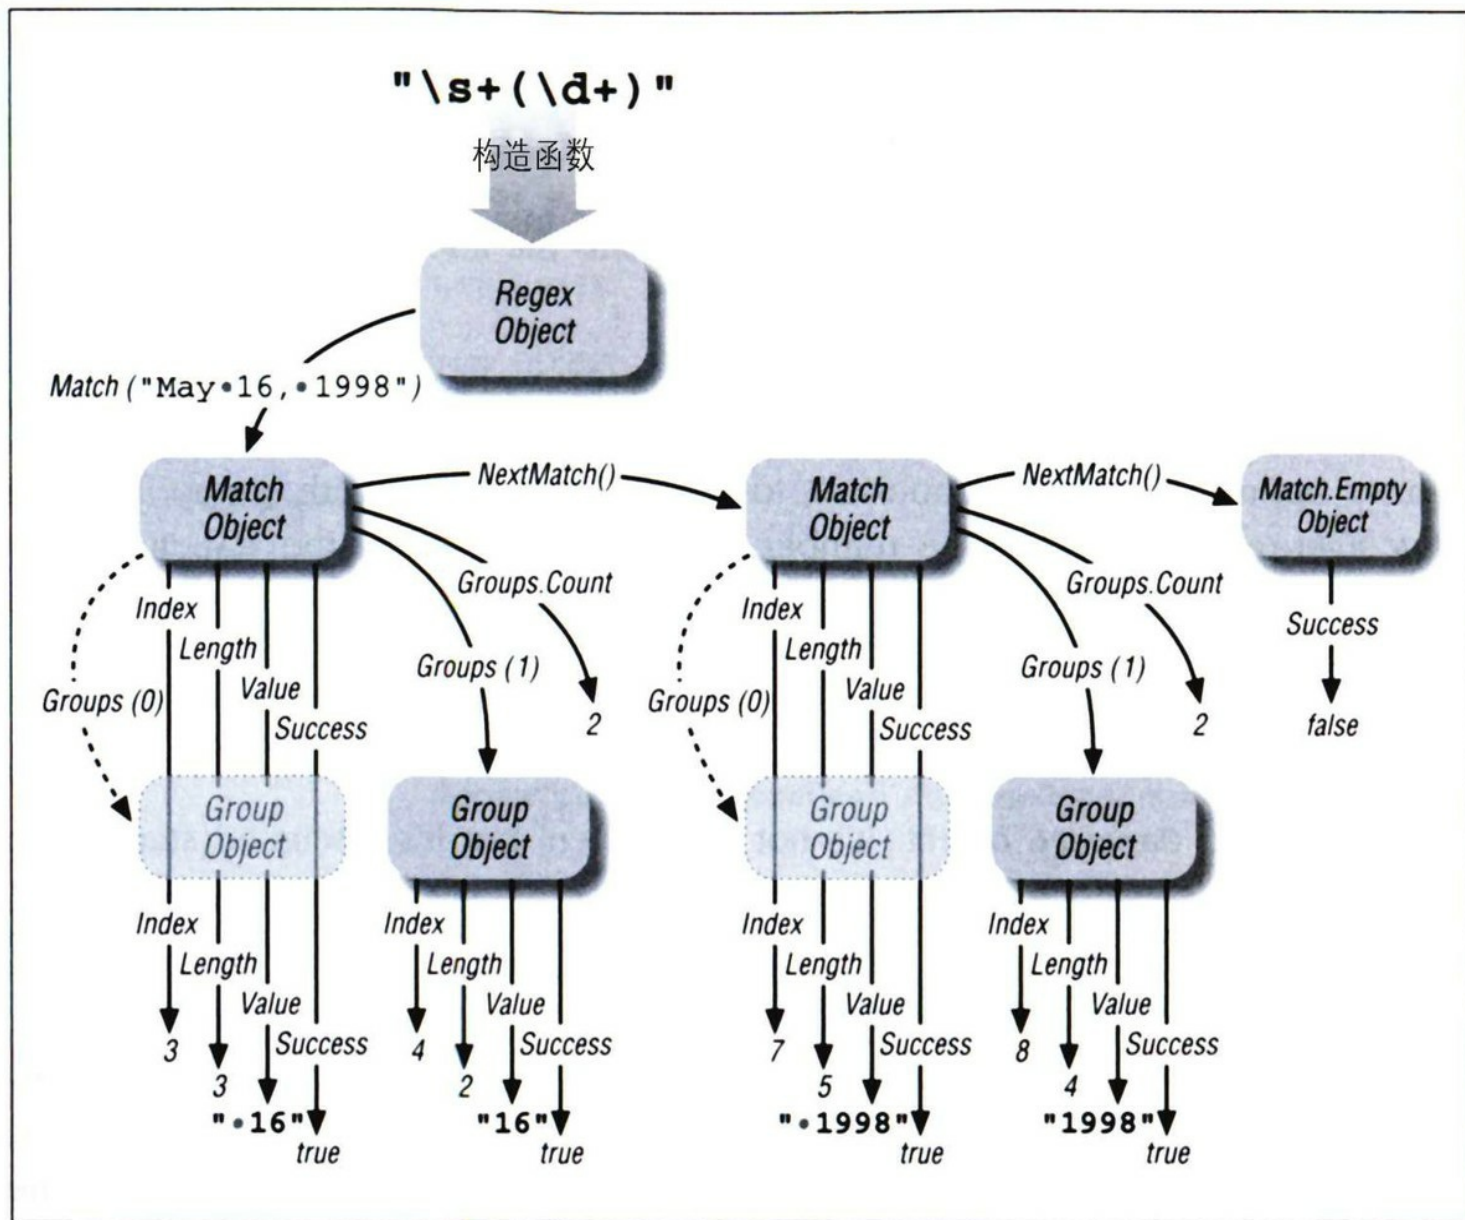 "\s+(\d+)"
构造函数
Regex
Object
Match ("May•16,•1998")
Match
Object
NextMatch()
Match
Object
NextMatch()
Match.Empty
Object
Index
Length
Value
Success
Groups (0)
Groups.Count
Groups (1)
2
Index
Length
Value
Success
Groups (0)
Groups.Count
Groups (1)
2
Success
false
Group
Object
Group
Object
Group
Object
Group
Object
Index
Length
Value
Success
3
3
"•16"
true
Index
Length
Value
Success
4
2
"16"
true
Index
Length
Value
Success
7
5
"•1998"
true
Index
Length
Value
Success
8
4
"1998"
true